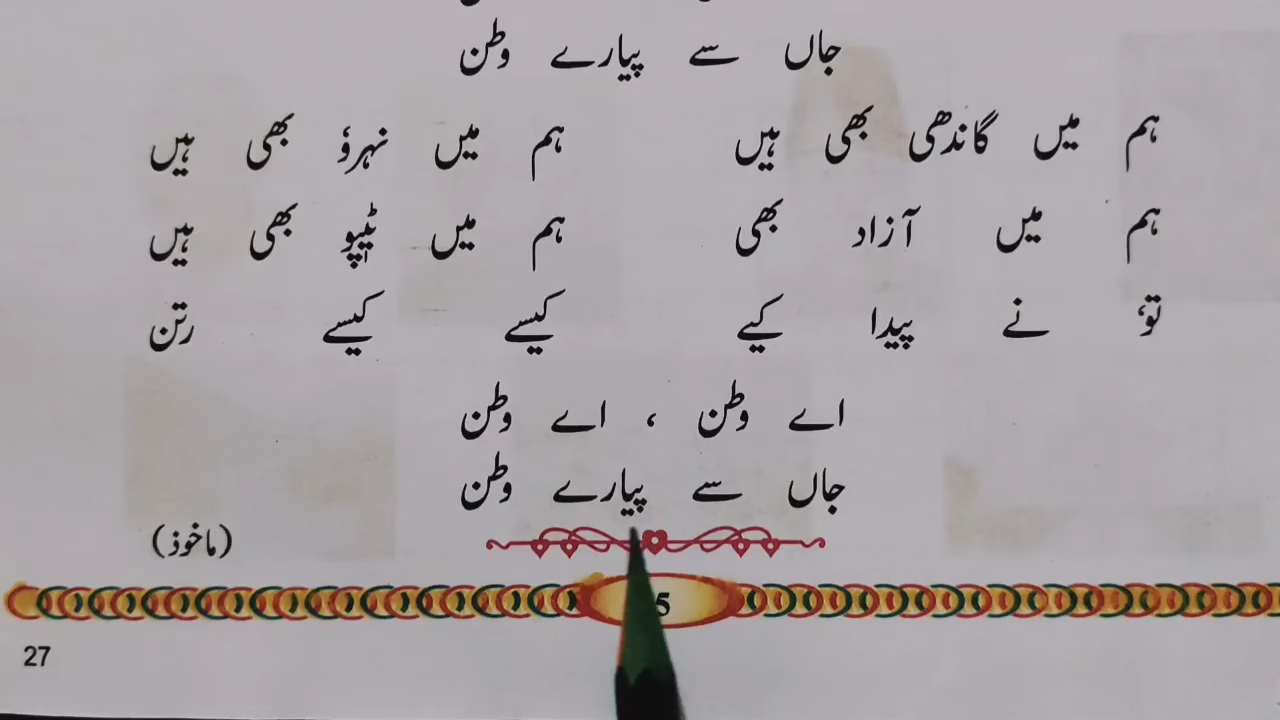 جاں سے پیارے وطن
ہم میں گاندھی بھی ہیں ہم میں نہروٗ بھی ہیں
ہم میں آزاد بھی ہم میں ٹیپو بھی ہیں
توٗ نے پیدا کیے کیسے کیسے رتن
اے وطن ، اے وطن
جاں سے پیارے وطن
(ماخوذ)
27